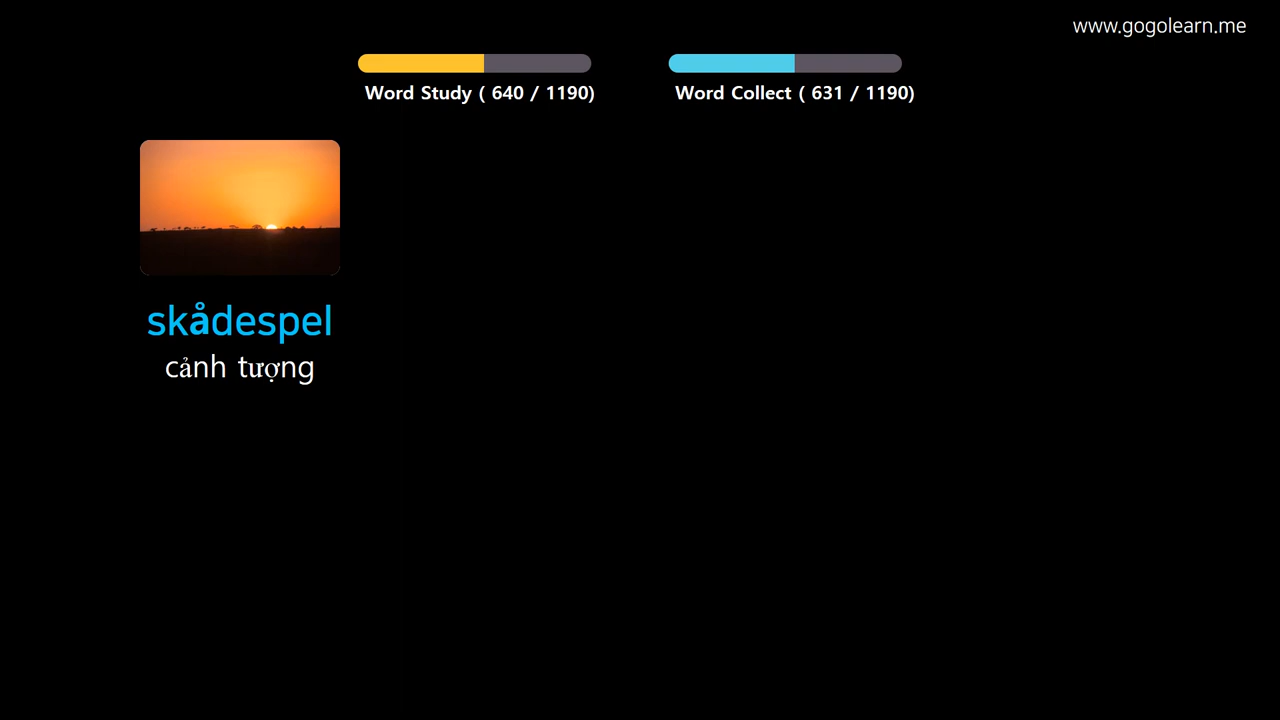 www.gogolearn.me
Word Study ( 640 / 1190)
Word Collect ( 631 / 1190)
skådespel
cảnh tượng